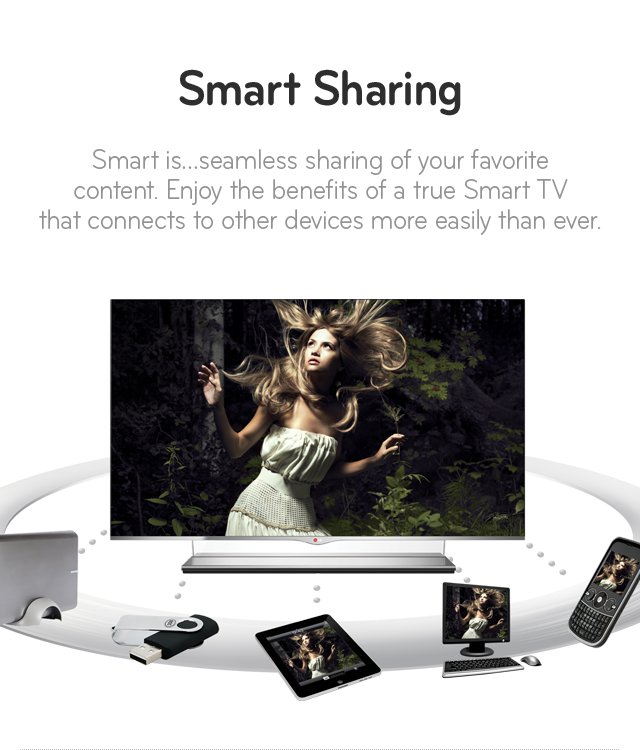 Smart Sharing
Smart is...seamless sharing of your favorite
content. Enjoy the benefits of a true Smart TV
that connects to other devices more easily than ever.